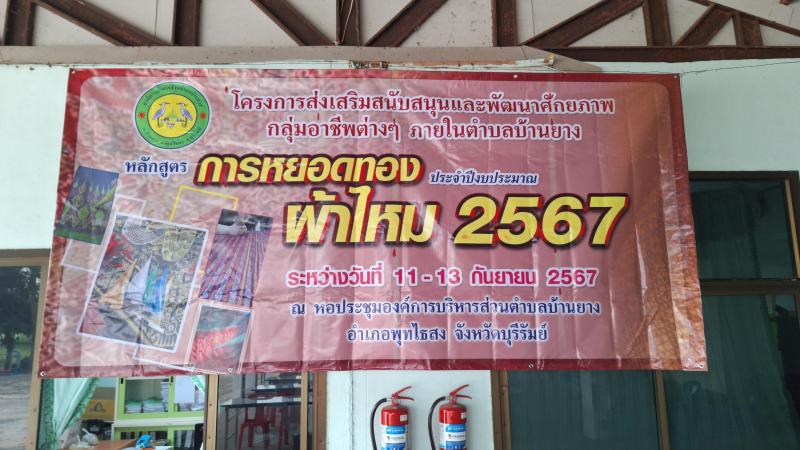 โครงการส่งเสริมสนับสนุนและพัฒนาศักยภาพ
กลุ่มอาชีพต่างๆ ภายในตำบลบ้านยาง
หลักสูตร การหยอดทอง ประจำปีงบประมาณ
ผ้าไหม 2567
ระหว่างวันที่ 11 - 13 กันยายน 2567
ณ หอประชุมองค์การบริหารส่วนตำบลบ้านยาง
อำเภอพุทไธสง จังหวัดบุรีรัมย์